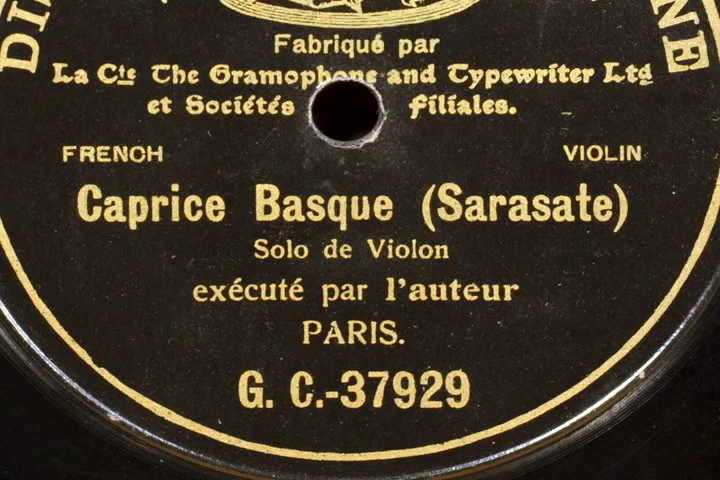 Fabriqué par
La Cie The Gramophone and Typewriter Ltd
et Sociétés filiales.
FRENCH VIOLIN
Caprice Basque (Sarasate)
Solo de Violon
exécuté par l'auteur
PARIS.
G. C.-37929